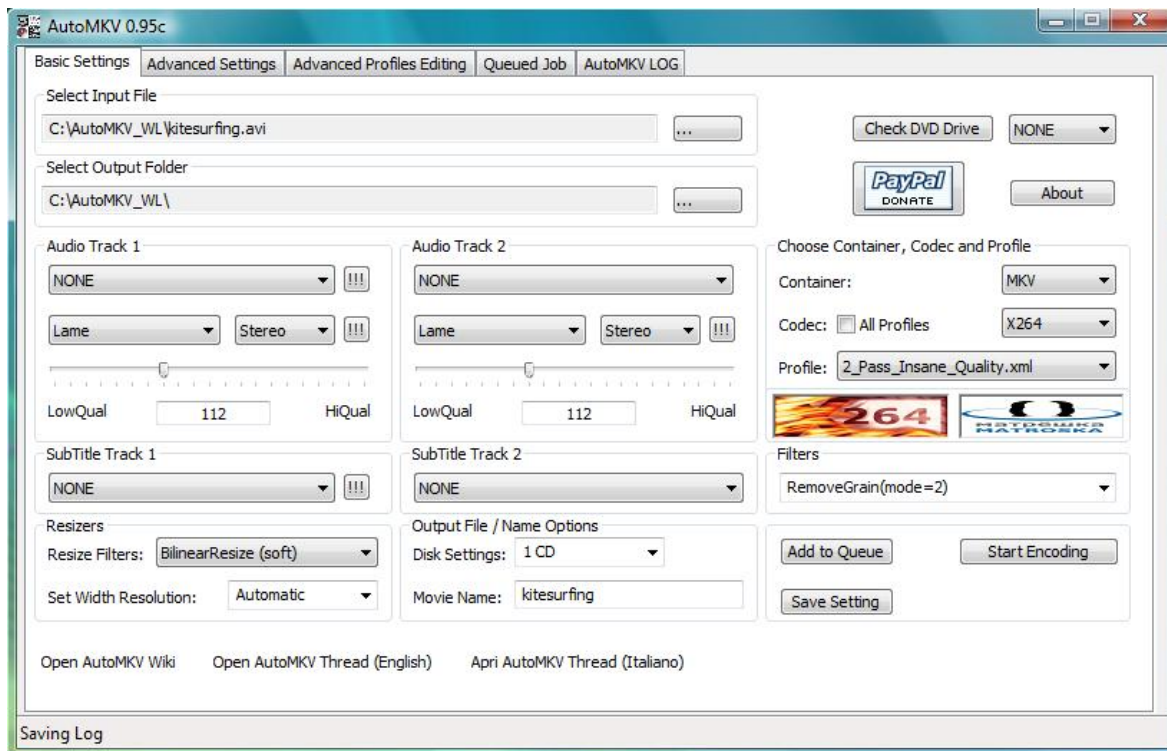 AutoMKV 0.95c
Basic Settings Advanced Settings Advanced Profiles Editing Queued Job AutoMKV LOG
Select Input File
C:\AutoMKV_WL\kitesurfing.avi ...
Check DVD Drive NONE
Select Output Folder
C:\AutoMKV_WL\ ...
PayPal
DONATE
About
Audio Track 1
NONE !!!
Lame Stereo !!!
LowQual 112 HiQual
Audio Track 2
NONE
Lame Stereo !!!
LowQual 112 HiQual
Choose Container, Codec and Profile
Container: MKV
Codec: All Profiles X264
Profile: 2_Pass_Insane_Quality.xml
264
матрешка
MATROSKA
SubTitle Track 1
NONE !!!
SubTitle Track 2
NONE
Filters
RemoveGrain(mode=2)
Resizers
Resize Filters: BilinearResize (soft)
Set Width Resolution: Automatic
Output File / Name Options
Disk Settings: 1 CD
Movie Name: kitesurfing
Add to Queue Start Encoding
Save Setting
Open AutoMKV Wiki Open AutoMKV Thread (English) Apri AutoMKV Thread (Italiano)
Saving Log